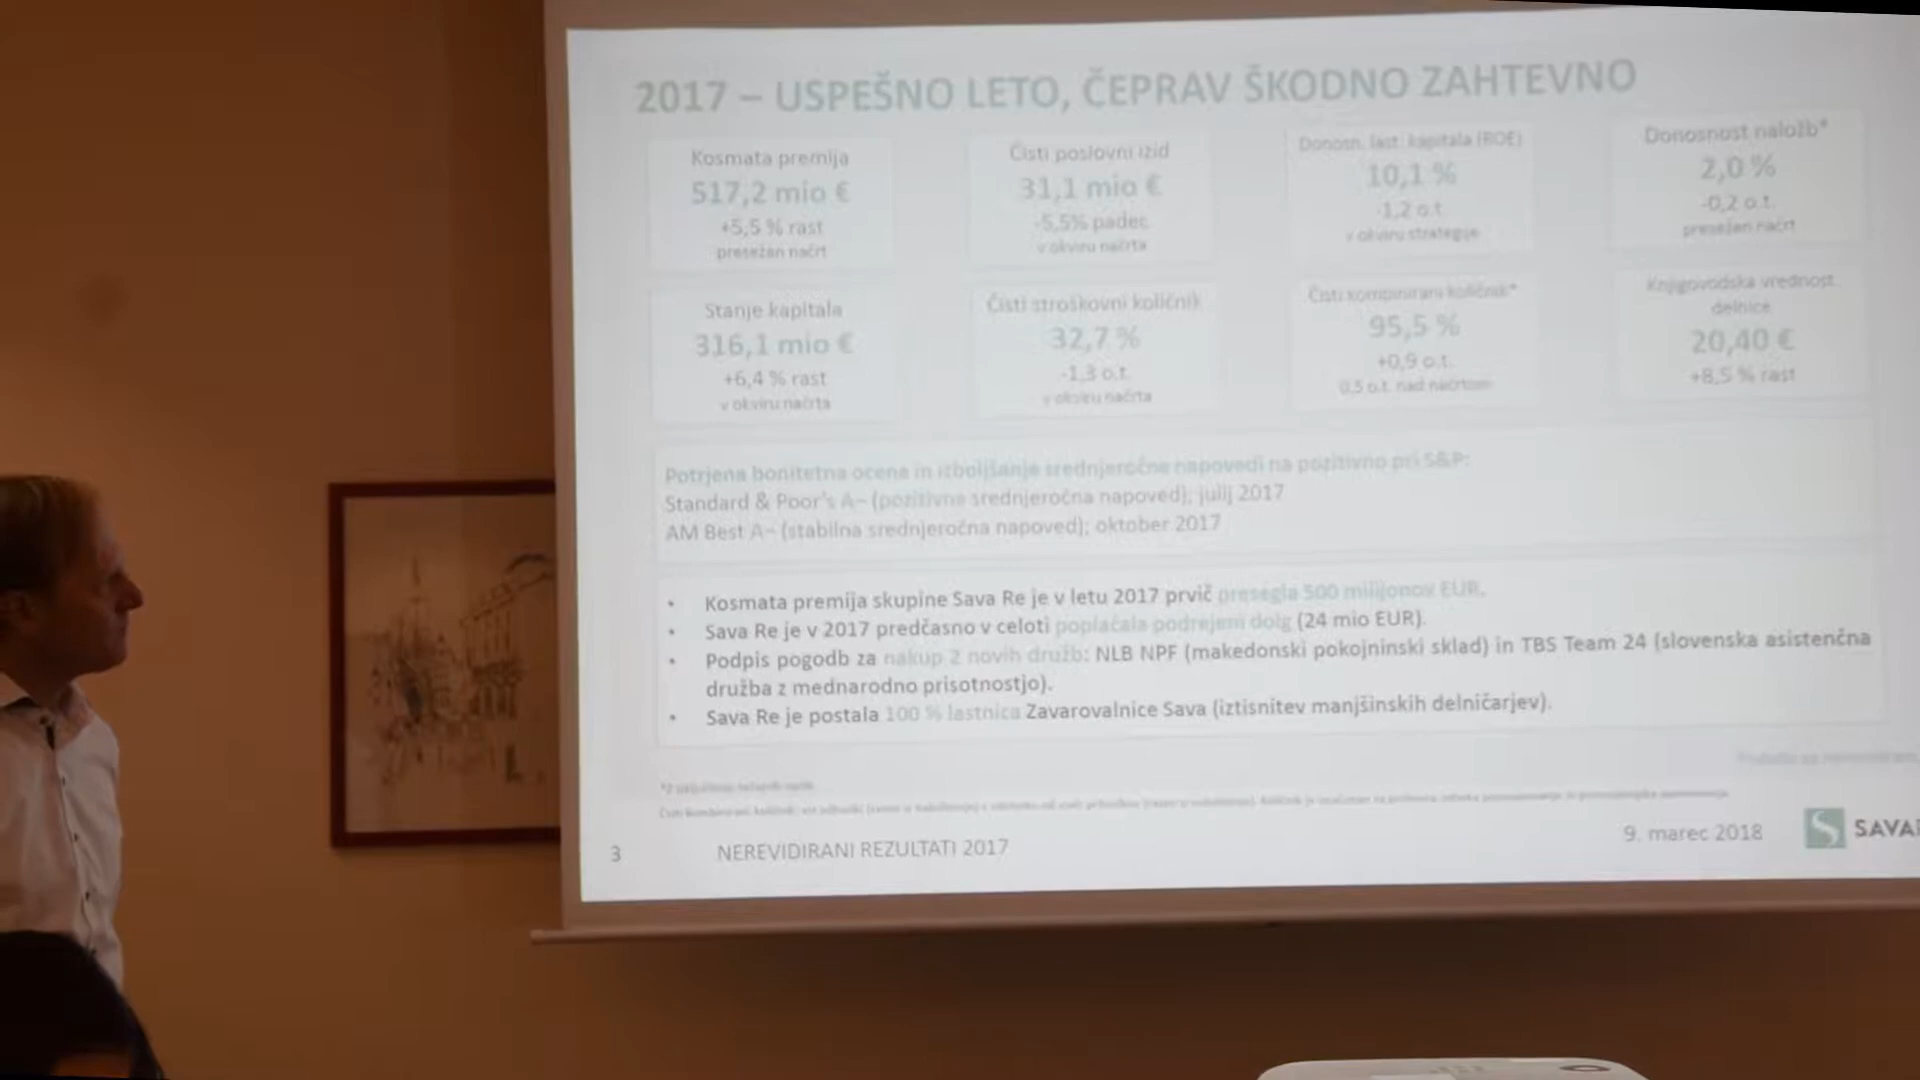 2017 – USPEŠNO LETO, ČEPRAV ŠKODNO ZAHTEVNO
Kosmata premija
517,2 mio €
+5,5 % rast
presežen načrt
Čisti poslovni izid
31,1 mio €
-5,5% padec
v okviru načrta
Donosn. last. kapitala (ROE)
10,1 %
-1,2 o.t.
v okviru strategije
Donosnost naložb*
2,0 %
-0,2 o.t.
presežen načrt
Stanje kapitala
316,1 mio €
+6,4 % rast
v okviru načrta
Čisti stroškovni količnik
32,7 %
-1,3 o.t.
v okviru načrta
Čisti kombinirani količnik*
95,5 %
+0,9 o.t.
0,5 o.t. nad načrtom
Knjigovodska vrednost
delnice
20,40 €
+8,5 % rast
Potrjena bonitetna ocena in izboljšanje srednjeročne napovedi na pozitivno pri S&P:
Standard & Poor's A– (pozitivna srednjeročna napoved); julij 2017
AM Best A– (stabilna srednjeročna napoved); oktober 2017
• Kosmata premija skupine Sava Re je v letu 2017 prvič presegla 500 milijonov EUR.
• Sava Re je v 2017 predčasno v celoti poplačala podrejeni dolg (24 mio EUR).
• Podpis pogodb za nakup 2 novih družb: NLB NPF (makedonski pokojninski sklad) in TBS Team 24 (slovenska asistenčna
družba z mednarodno prisotnostjo).
• Sava Re je postala 100 % lastnica Zavarovalnice Sava (iztisnitev manjšinskih delničarjev).
3 NEREVIDIRANI REZULTATI 2017
9. marec 2018
SAVA